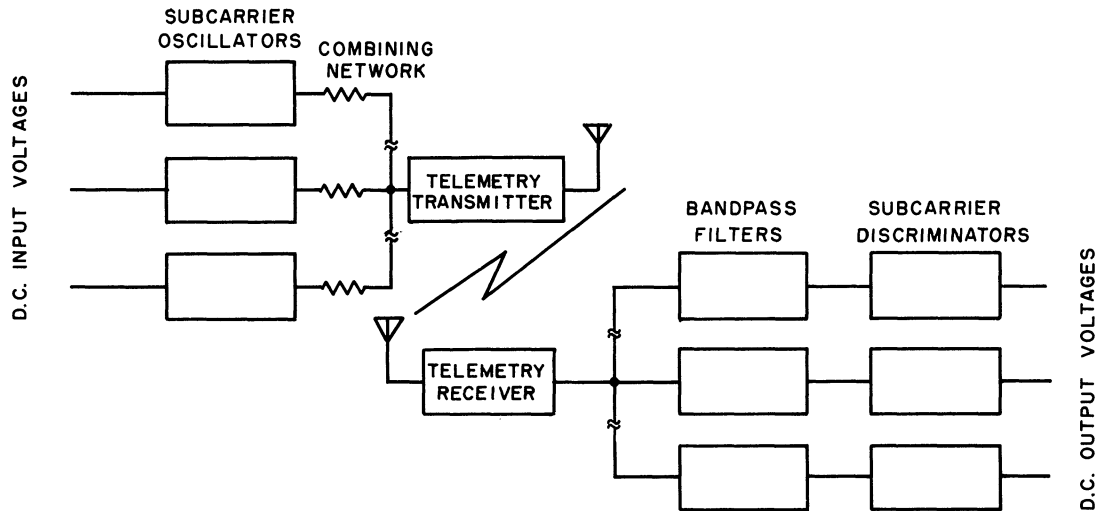 SUBCARRIER
OSCILLATORS
COMBINING
NETWORK
D.C. INPUT VOLTAGES
TELEMETRY
TRANSMITTER
BANDPASS
FILTERS
SUBCARRIER
DISCRIMINATORS
TELEMETRY
RECEIVER
D.C. OUTPUT VOLTAGES